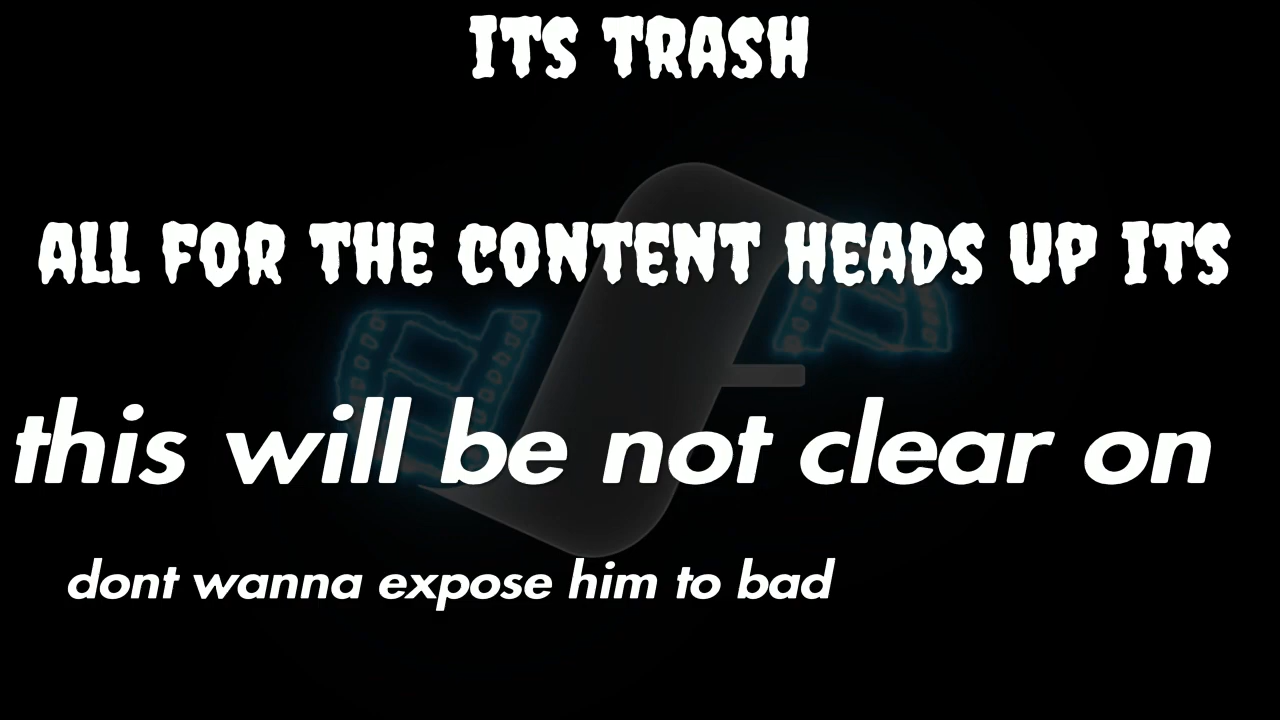 ITS TRASH
ALL FOR THE CONTENT HEADS UP ITS
this will be not clear on
dont wanna expose him to bad